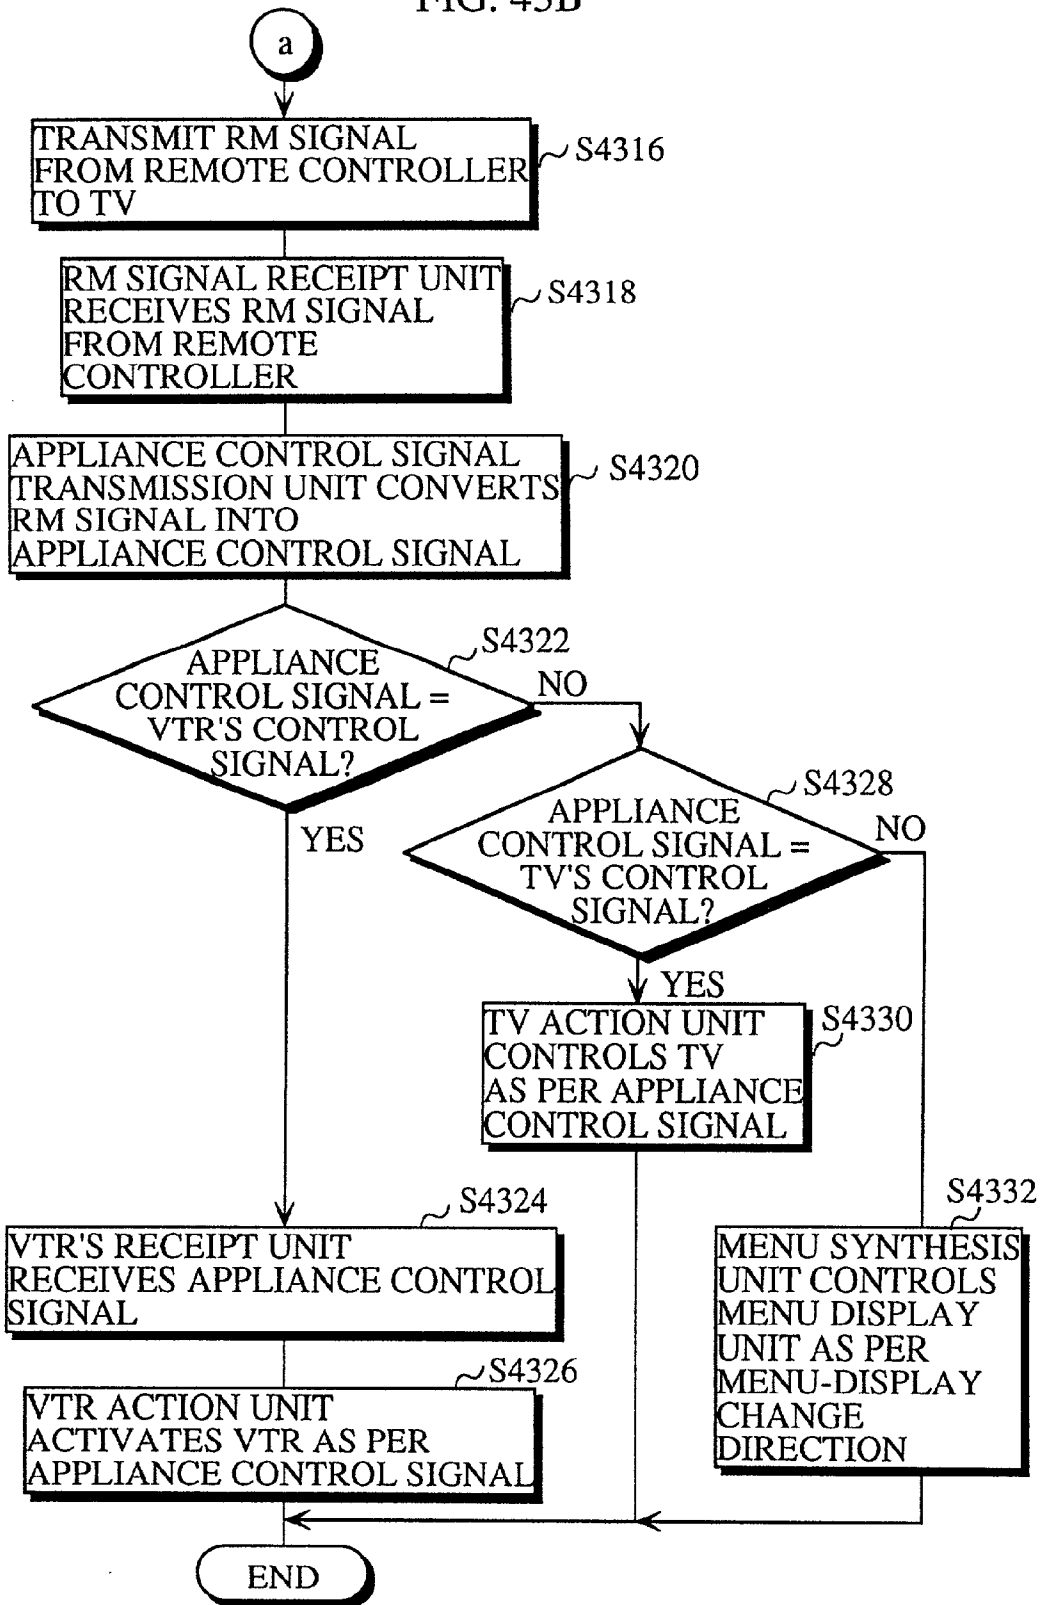 FIG. 43B
a
TRANSMIT RM SIGNAL
FROM REMOTE CONTROLLER
TO TV
S4316
RM SIGNAL RECEIPT UNIT
RECEIVES RM SIGNAL
FROM REMOTE
CONTROLLER
S4318
APPLIANCE CONTROL SIGNAL
TRANSMISSION UNIT CONVERTS
RM SIGNAL INTO
APPLIANCE CONTROL SIGNAL
S4320
S4322
APPLIANCE
CONTROL SIGNAL =
VTR'S CONTROL
SIGNAL?
NO
YES
S4328
APPLIANCE
CONTROL SIGNAL =
TV'S CONTROL
SIGNAL?
NO
YES
TV ACTION UNIT
CONTROLS TV
AS PER APPLIANCE
CONTROL SIGNAL
S4330
S4324
VTR'S RECEIPT UNIT
RECEIVES APPLIANCE CONTROL
SIGNAL
S4332
MENU SYNTHESIS
UNIT CONTROLS
MENU DISPLAY
UNIT AS PER
MENU-DISPLAY
CHANGE
DIRECTION
S4326
VTR ACTION UNIT
ACTIVATES VTR AS PER
APPLIANCE CONTROL SIGNAL
END